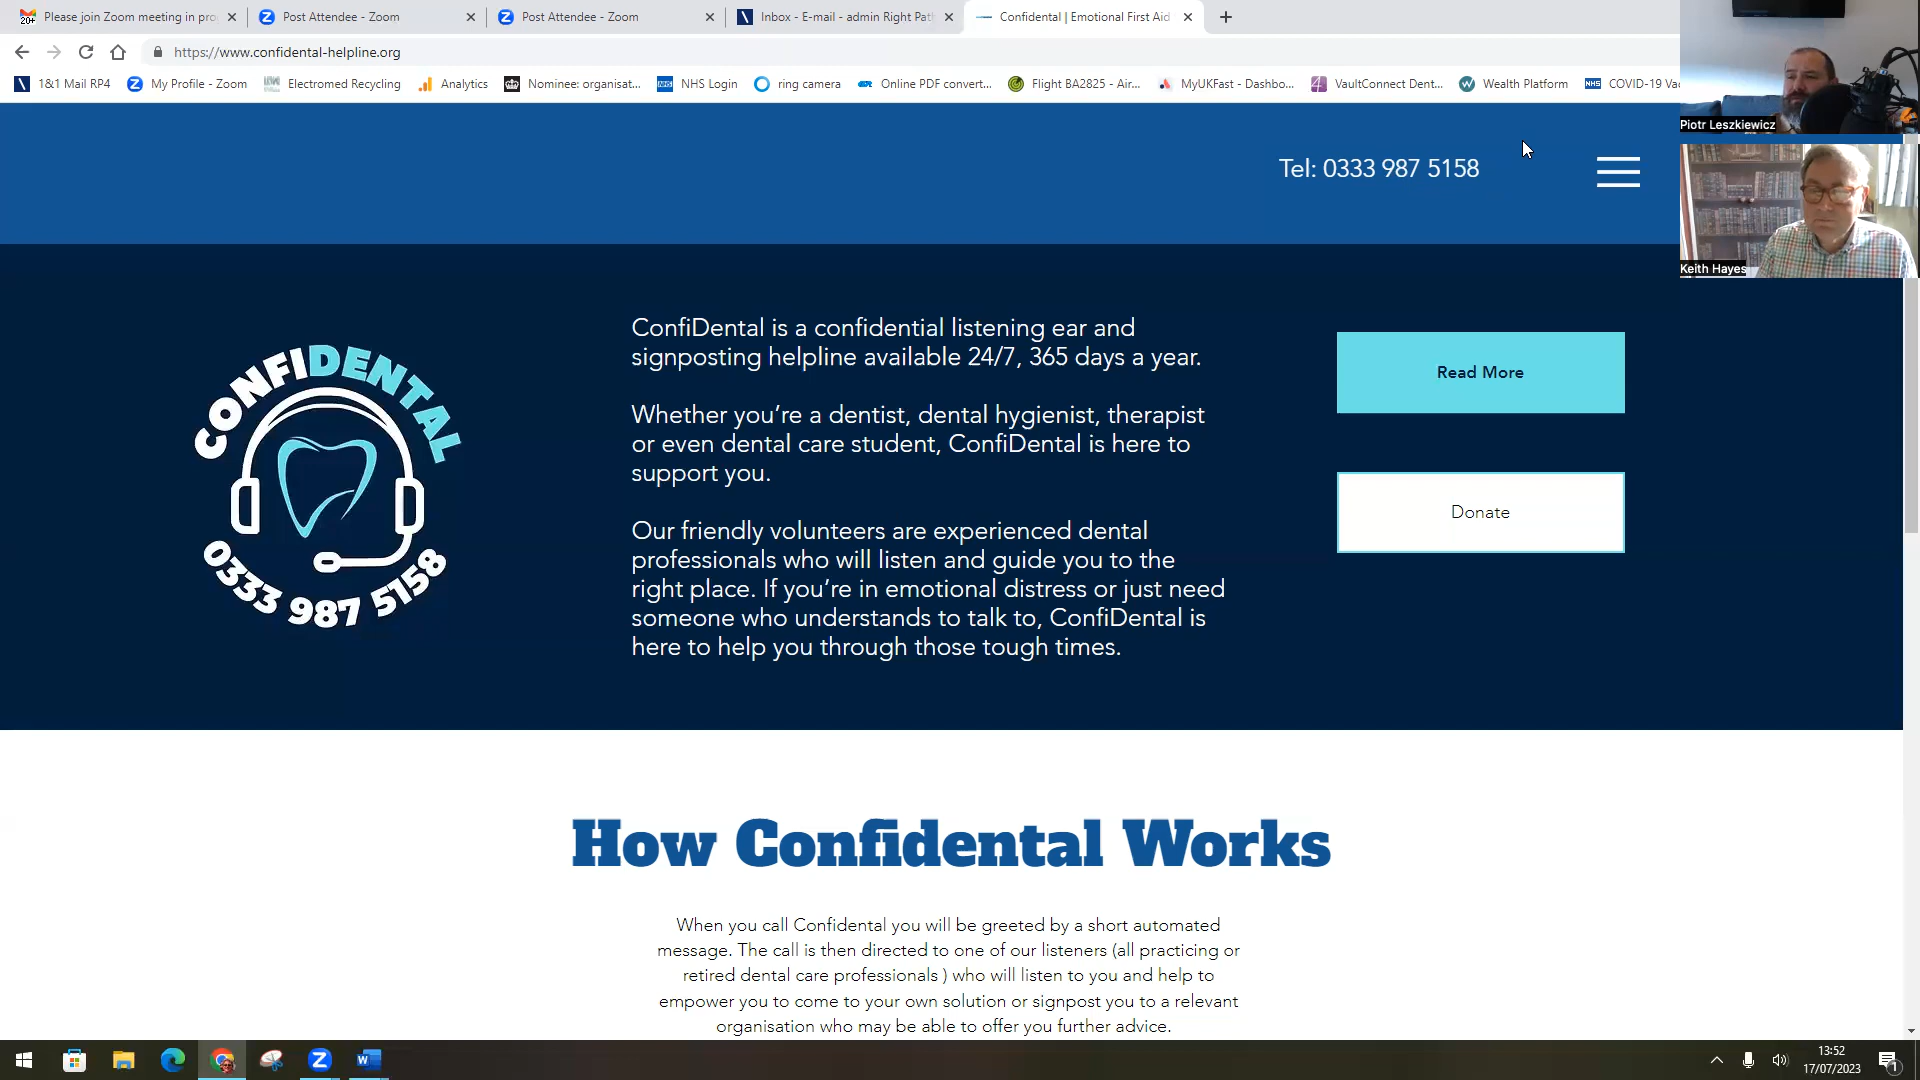 20+
Please join Zoom meeting in pro
Post Attendee - Zoom
Post Attendee - Zoom
Inbox - E-mail - admin Right Pat
Confidental | Emotional First Aid
https://www.confidental-helpline.org
1&1 Mail RP4
My Profile - Zoom
Electromed Recycling
Analytics
Nominee: organisat...
NHS Login
ring camera
Online PDF convert...
Flight BA2825 - Air...
MyUKFast - Dashbo...
VaultConnect Dent...
Wealth Platform
COVID-19 Va
Piotr Leszkiewicz
Keith Hayes
Tel: 0333 987 5158
CONFIDENTAL
0333 987 5158
ConfiDental is a confidential listening ear and
signposting helpline available 24/7, 365 days a year.
Whether you’re a dentist, dental hygienist, therapist
or even dental care student, ConfiDental is here to
support you.
Our friendly volunteers are experienced dental
professionals who will listen and guide you to the
right place. If you’re in emotional distress or just need
someone who understands to talk to, ConfiDental is
here to help you through those tough times.
Read More
Donate
How Confidental Works
When you call Confidental you will be greeted by a short automated
message. The call is then directed to one of our listeners (all practicing or
retired dental care professionals ) who will listen to you and help to
empower you to come to your own solution or signpost you to a relevant
organisation who may be able to offer you further advice.
13:52
17/07/2023
1